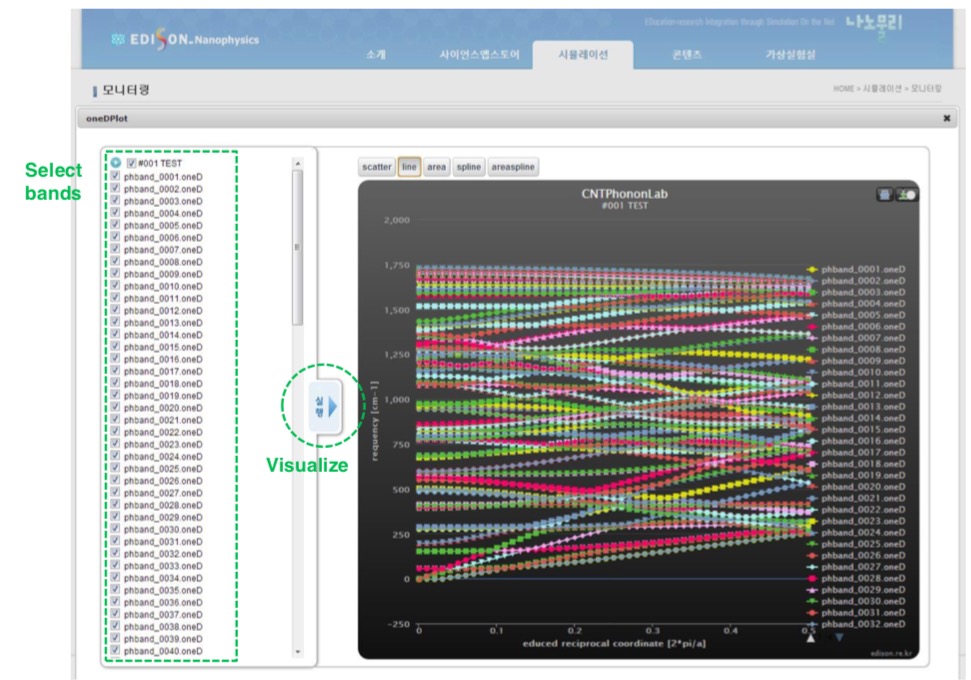 Education-research Integration through Simulation On the Net 나노물리
EDISON.Nanophysics
소개 사이언스앱스토어 시뮬레이션 콘텐츠 가상실험실
모니터링
HOME > 시뮬레이션 > 모니터링
oneDPlot
Select bands
#001 TEST
phband_0001.oneD
phband_0002.oneD
phband_0003.oneD
phband_0004.oneD
phband_0005.oneD
phband_0006.oneD
phband_0007.oneD
phband_0008.oneD
phband_0009.oneD
phband_0010.oneD
phband_0011.oneD
phband_0012.oneD
phband_0013.oneD
phband_0014.oneD
phband_0015.oneD
phband_0016.oneD
phband_0017.oneD
phband_0018.oneD
phband_0019.oneD
phband_0020.oneD
phband_0021.oneD
phband_0022.oneD
phband_0023.oneD
phband_0024.oneD
phband_0025.oneD
phband_0026.oneD
phband_0027.oneD
phband_0028.oneD
phband_0029.oneD
phband_0030.oneD
phband_0031.oneD
phband_0032.oneD
phband_0033.oneD
phband_0034.oneD
phband_0035.oneD
phband_0036.oneD
phband_0037.oneD
phband_0038.oneD
phband_0039.oneD
phband_0040.oneD
실행
Visualize
scatter line area spline areaspline
CNTPhononLab
#001 TEST
requency [cm-1]
2,000
1,750
1,500
1,250
1,000
750
500
250
0
-250
0 0.1 0.2 0.3 0.4 0.5
educed reciprocal coordinate [2*pi/a]
phband_0001.oneD
phband_0002.oneD
phband_0003.oneD
phband_0004.oneD
phband_0005.oneD
phband_0006.oneD
phband_0007.oneD
phband_0008.oneD
phband_0009.oneD
phband_0010.oneD
phband_0011.oneD
phband_0012.oneD
phband_0013.oneD
phband_0014.oneD
phband_0015.oneD
phband_0016.oneD
phband_0017.oneD
phband_0018.oneD
phband_0019.oneD
phband_0020.oneD
phband_0021.oneD
phband_0022.oneD
phband_0023.oneD
phband_0024.oneD
phband_0025.oneD
phband_0026.oneD
phband_0027.oneD
phband_0028.oneD
phband_0029.oneD
phband_0030.oneD
phband_0031.oneD
phband_0032.oneD
edison.re.kr